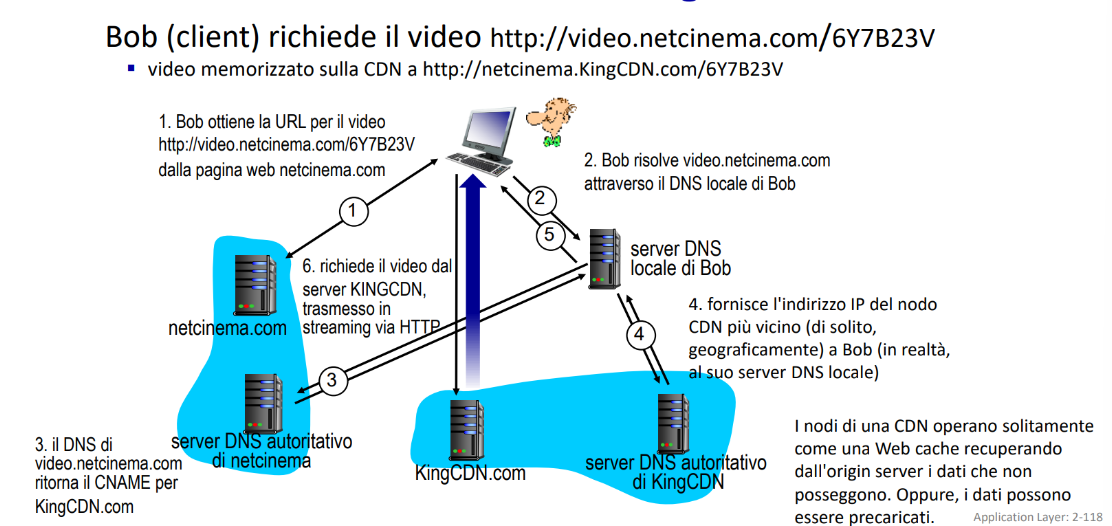 Bob (client) richiede il video http://video.netcinema.com/6Y7B23V
▪ video memorizzato sulla CDN a http://netcinema.KingCDN.com/6Y7B23V
1. Bob ottiene la URL per il video
http://video.netcinema.com/6Y7B23V
dalla pagina web netcinema.com
2. Bob risolve video.netcinema.com
attraverso il DNS locale di Bob
1
2
5
server DNS
locale di Bob
6. richiede il video dal
server KINGCDN,
trasmesso in
streaming via HTTP
netcinema.com
4. fornisce l'indirizzo IP del nodo
CDN più vicino (di solito,
geograficamente) a Bob (in realtà,
al suo server DNS locale)
4
3
3. il DNS di
video.netcinema.com
ritorna il CNAME per
KingCDN.com
server DNS autoritativo
di netcinema
KingCDN.com
server DNS autoritativo
di KingCDN
I nodi di una CDN operano solitamente
come una Web cache recuperando
dall'origin server i dati che non
posseggono. Oppure, i dati possono
essere precaricati.
Application Layer: 2-118